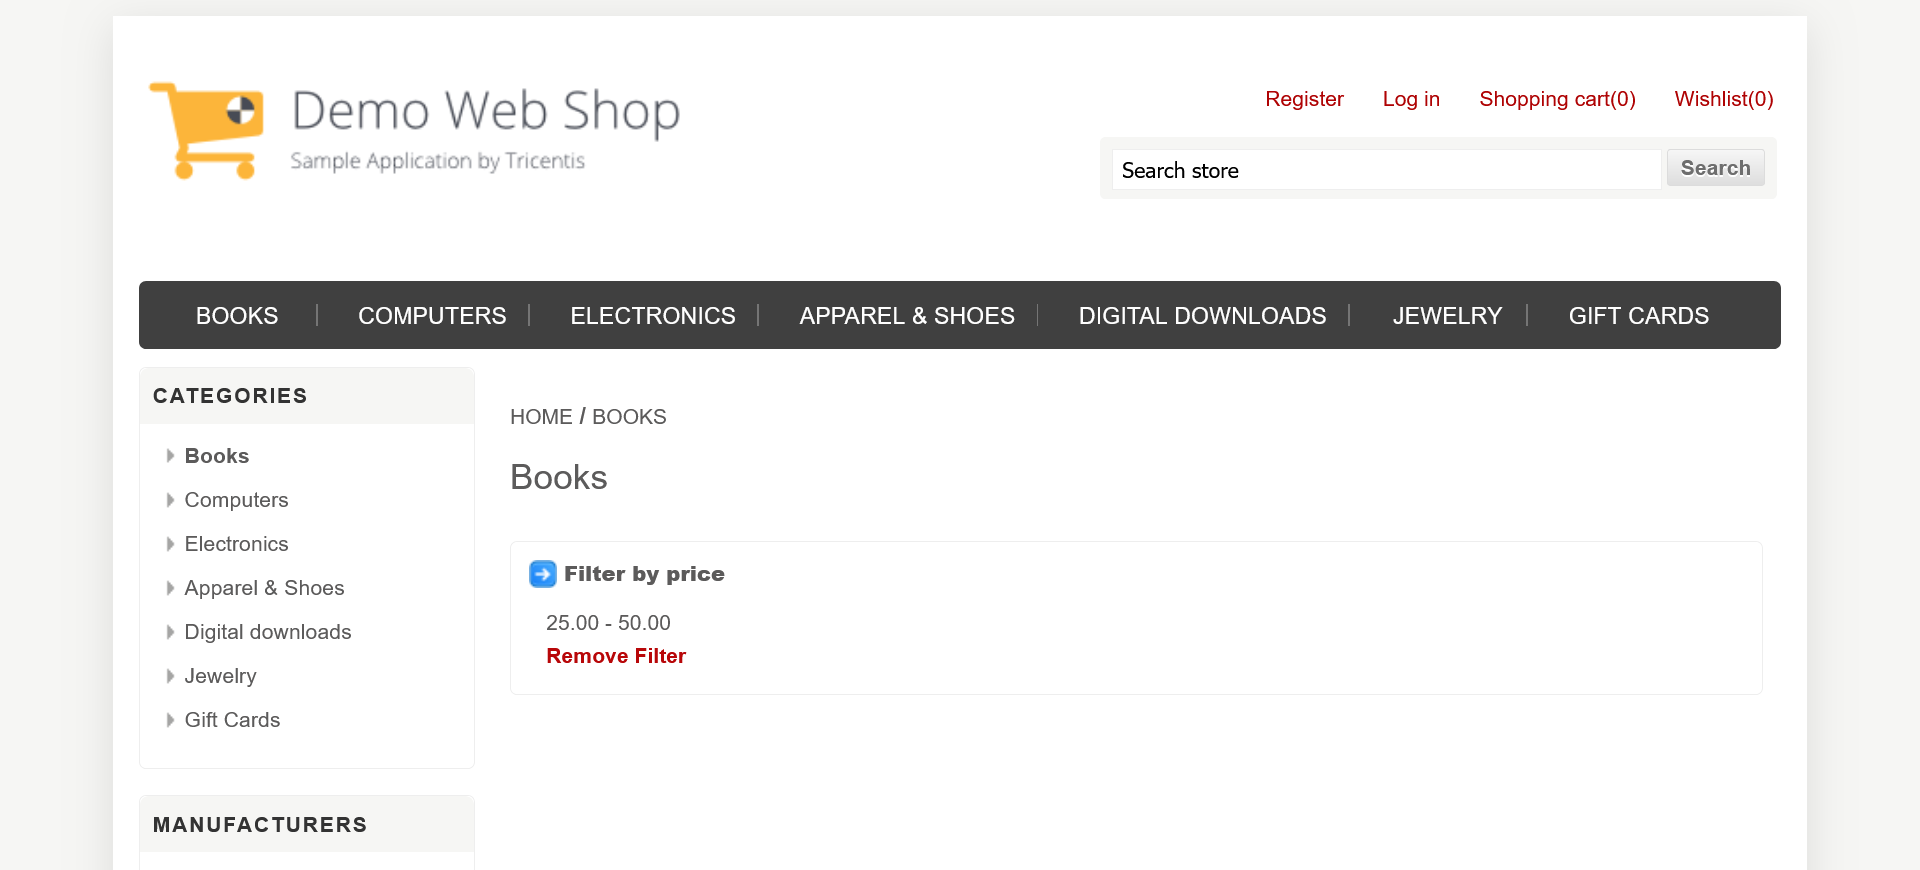 Demo Web Shop
Sample Application by Tricentis
Register Log in Shopping cart(0) Wishlist(0)
Search store Search
BOOKS COMPUTERS ELECTRONICS APPAREL & SHOES DIGITAL DOWNLOADS JEWELRY GIFT CARDS
CATEGORIES
Books
Computers
Electronics
Apparel & Shoes
Digital downloads
Jewelry
Gift Cards
MANUFACTURERS
HOME / BOOKS
Books
Filter by price
25.00 - 50.00
Remove Filter